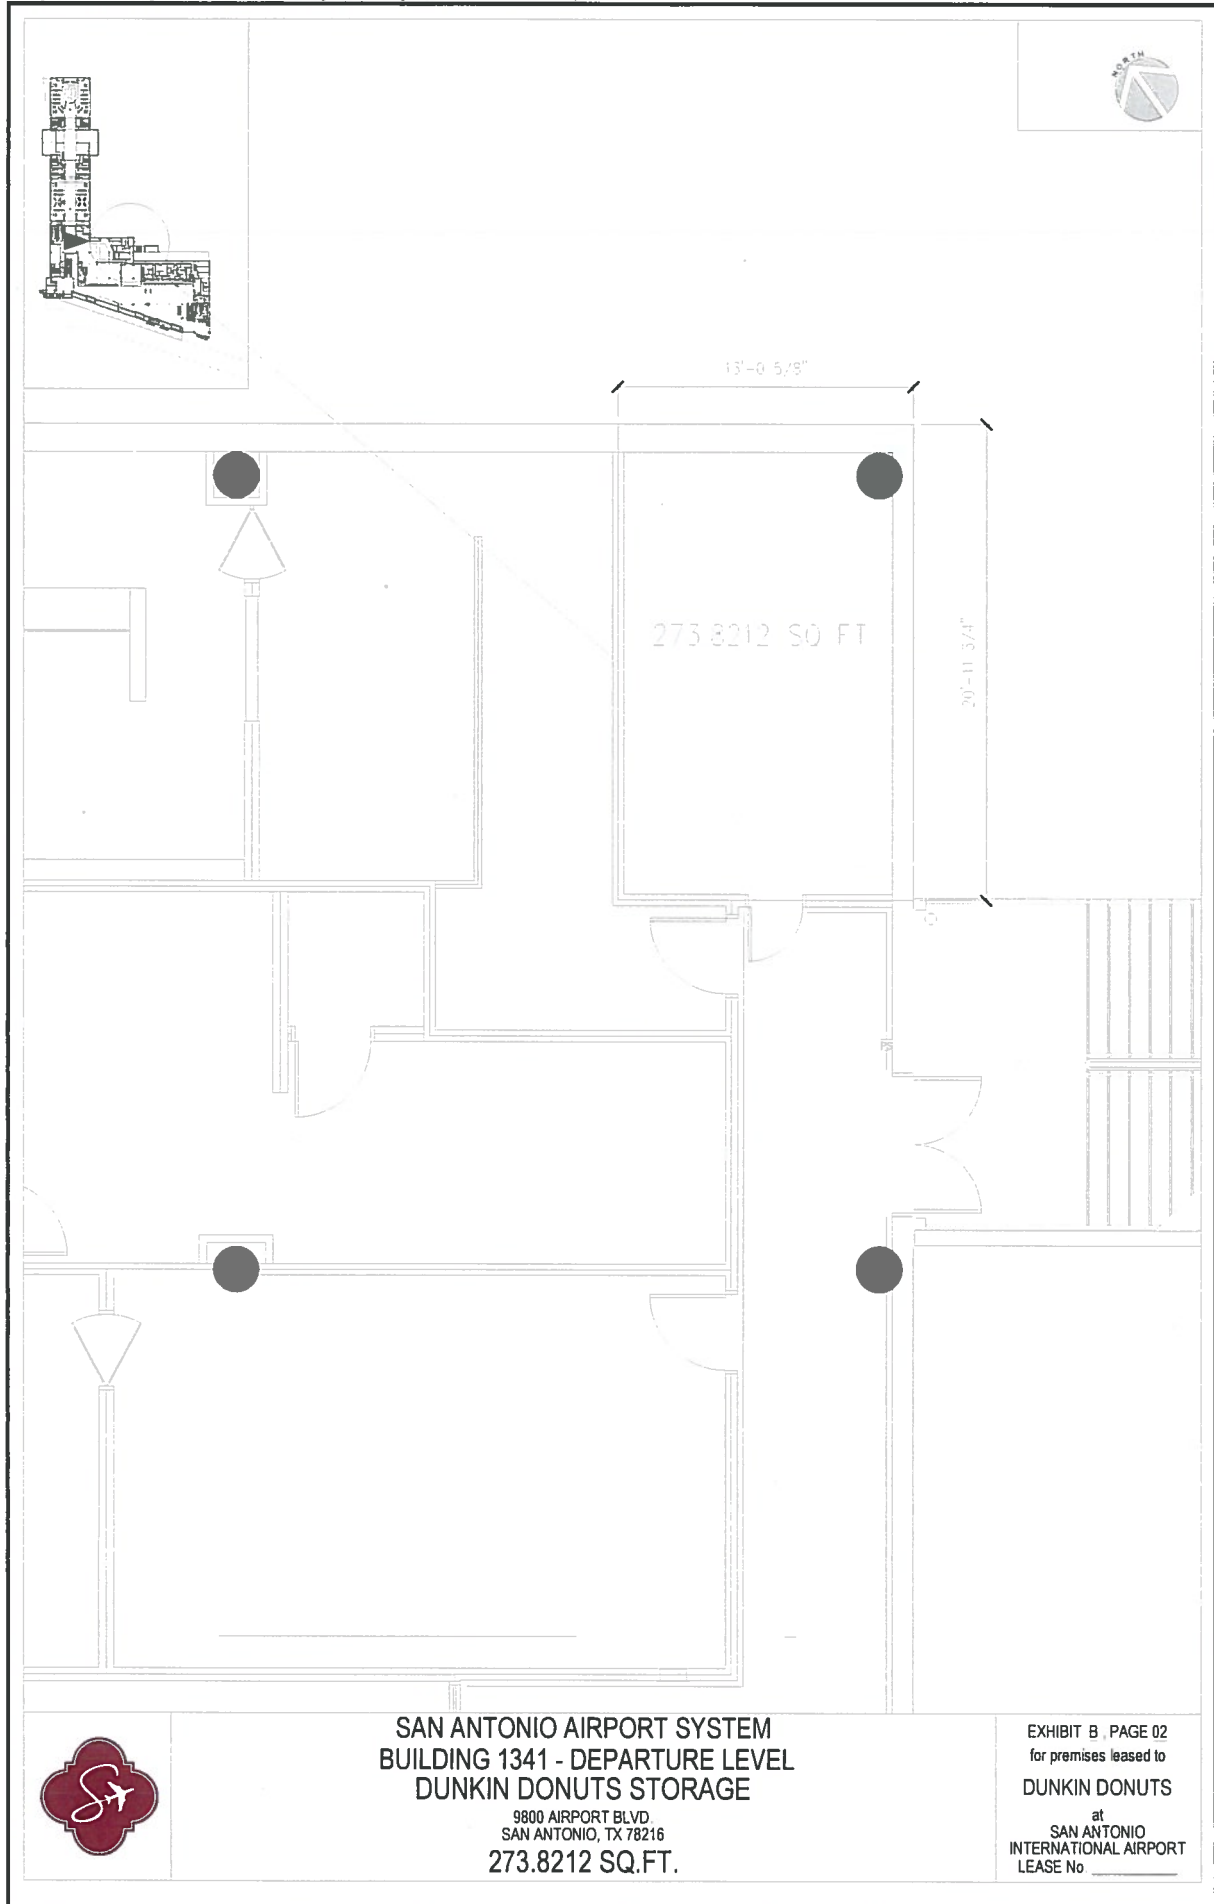 NORTH
13'-0 5/8"
273.8212 SQ FT
20'-11 3/4"
SAN ANTONIO AIRPORT SYSTEM
BUILDING 1341 - DEPARTURE LEVEL
DUNKIN DONUTS STORAGE
9800 AIRPORT BLVD.
SAN ANTONIO, TX 78216
273.8212 SQ.FT.
EXHIBIT B, PAGE 02
for premises leased to
DUNKIN DONUTS
at
SAN ANTONIO
INTERNATIONAL AIRPORT
LEASE No